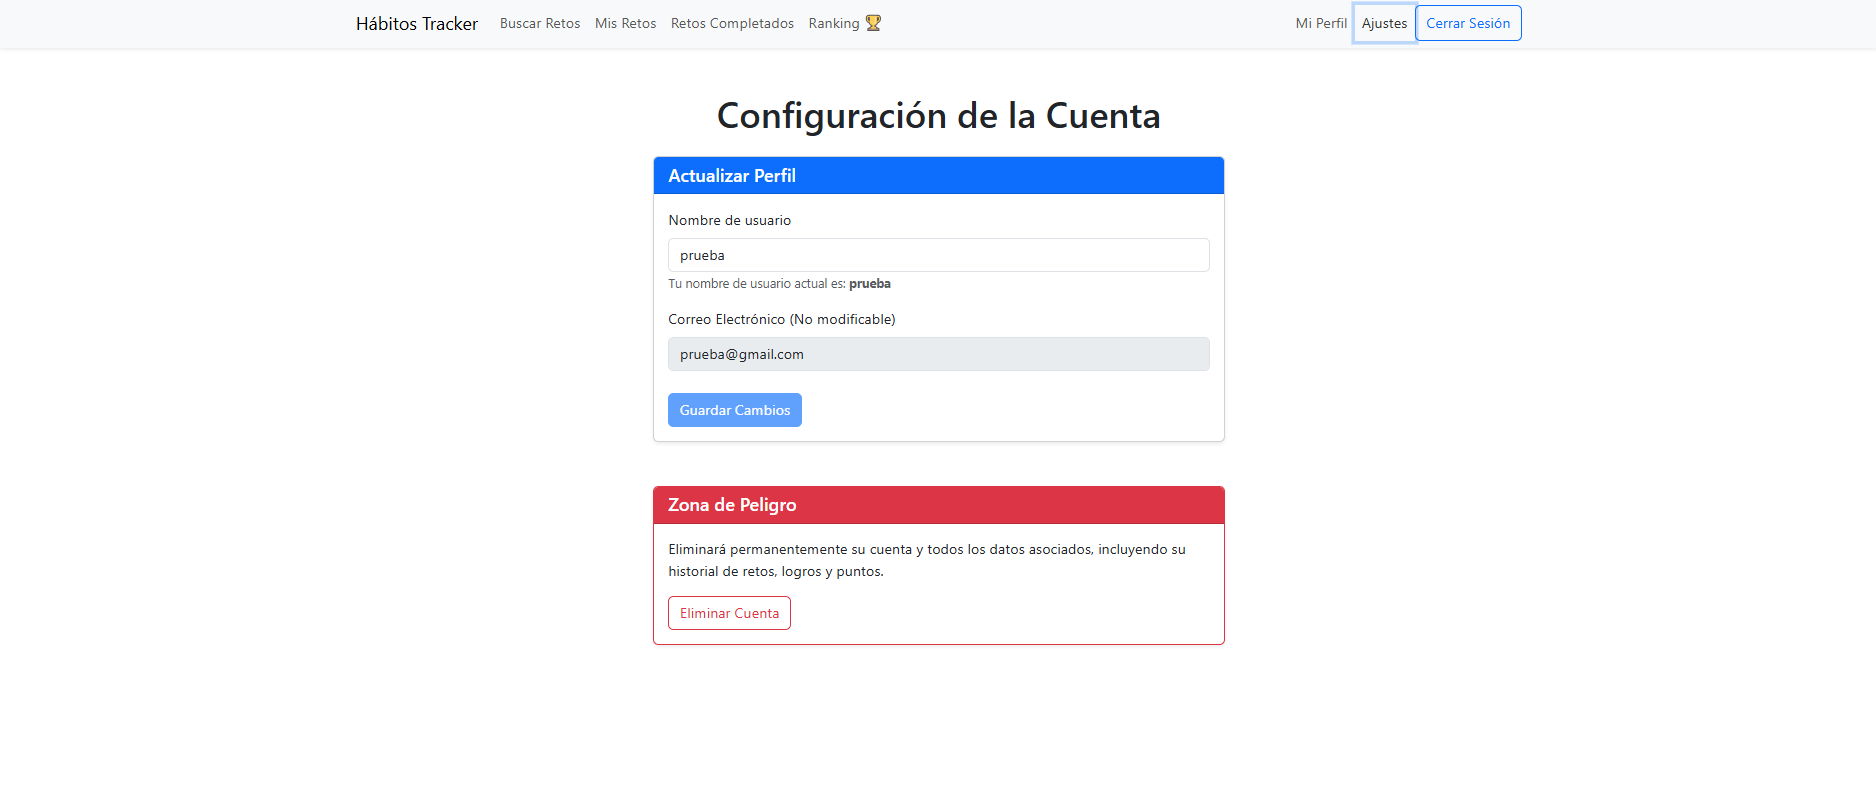 Hábitos Tracker Buscar Retos Mis Retos Retos Completados Ranking 🏆 Mi Perfil Ajustes Cerrar Sesión
Configuración de la Cuenta
Actualizar Perfil
Nombre de usuario
prueba
Tu nombre de usuario actual es: prueba
Correo Electrónico (No modificable)
prueba@gmail.com
Guardar Cambios
Zona de Peligro
Eliminará permanentemente su cuenta y todos los datos asociados, incluyendo su
historial de retos, logros y puntos.
Eliminar Cuenta